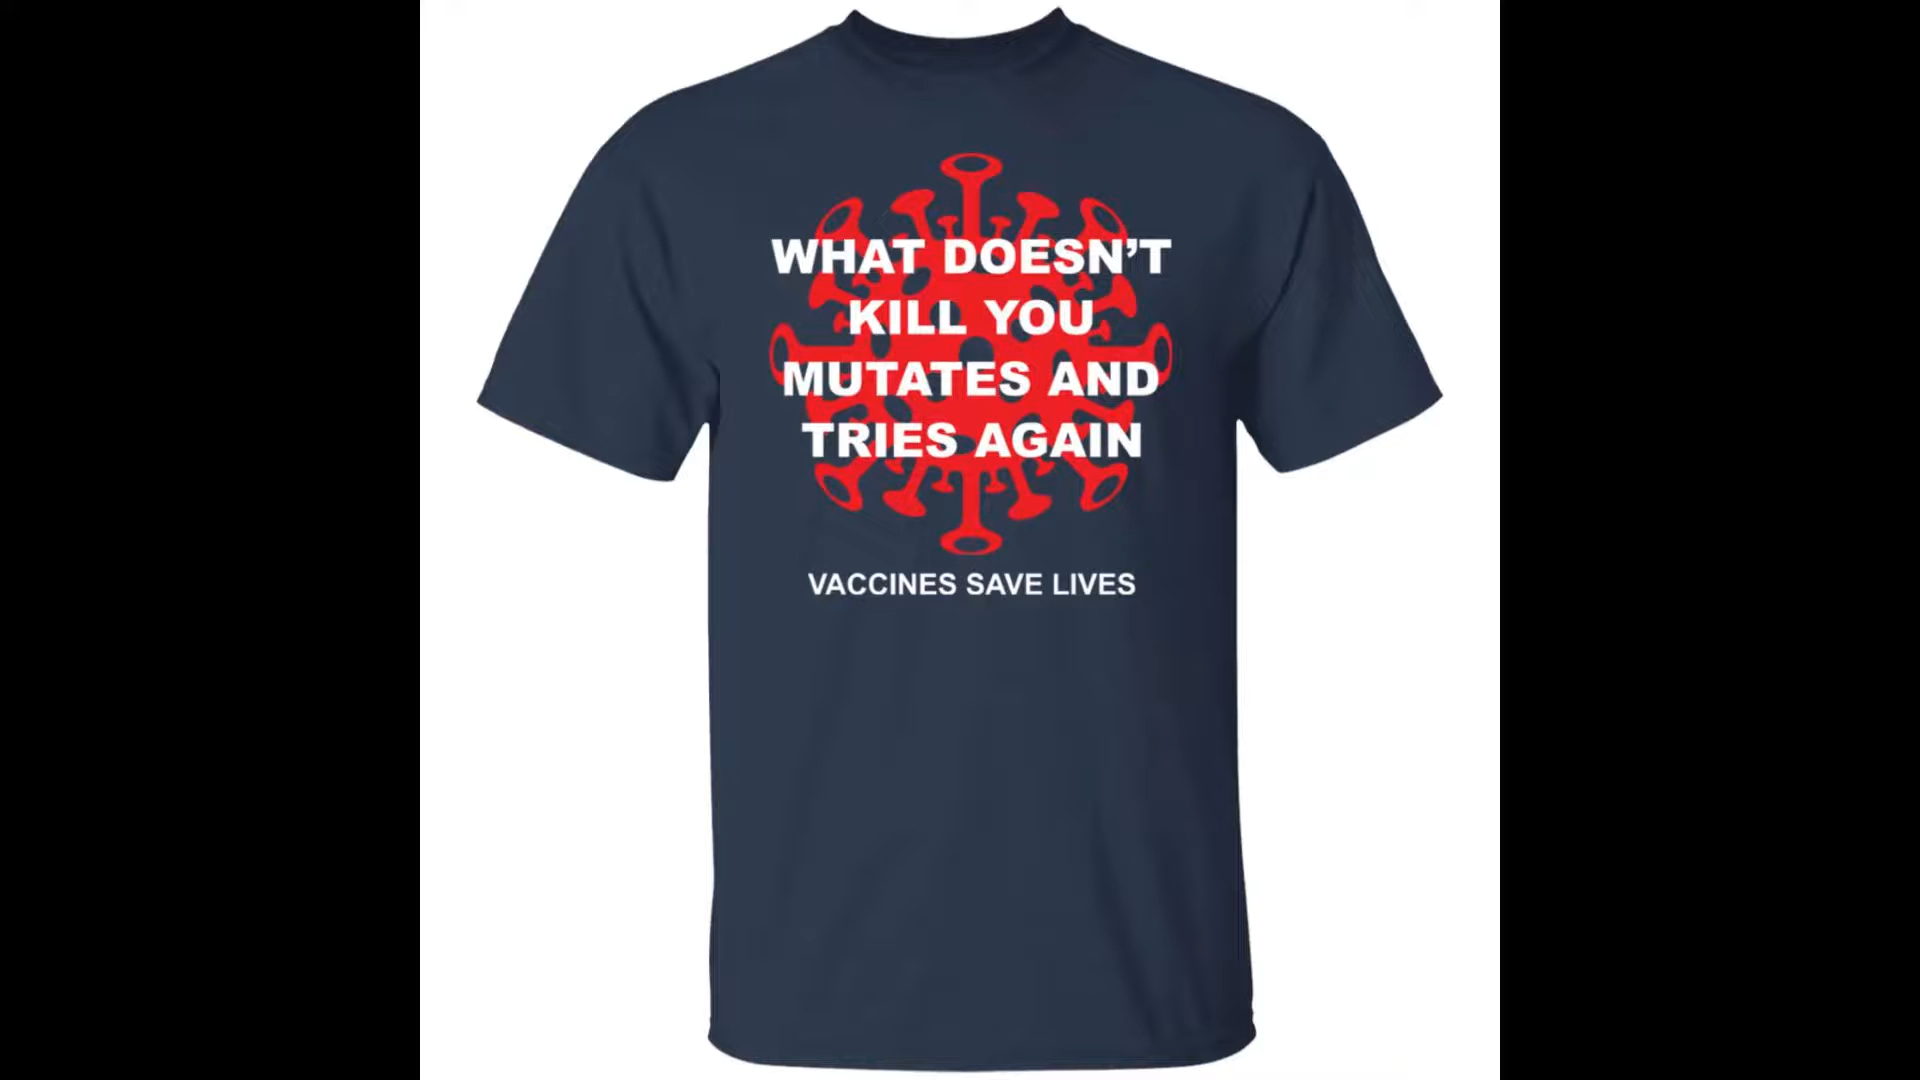 WHAT DOESN’T
KILL YOU
MUTATES AND
TRIES AGAIN
VACCINES SAVE LIVES